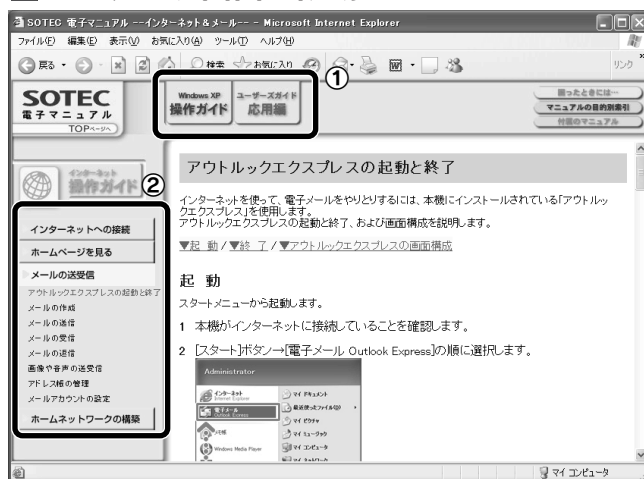 SOTEC 電子マニュアル --インターネット＆メール-- - Microsoft Internet Explorer
ファイル(F) 編集(E) 表示(V) お気に入り(A) ツール(T) ヘルプ(H)
戻る 検索 お気に入り リンク
①
SOTEC
電子マニュアル
TOPページへ
Windows XP
操作ガイド
ユーザーズガイド
応用編
困ったときには…
マニュアルの目的別索引
付属のマニュアル
インターネット
操作ガイド
②
インターネットへの接続
ホームページを見る
メールの送受信
アウトルックエクスプレスの起動と終了
メールの作成
メールの送信
メールの受信
メールの返信
画像や音声の送受信
アドレス帳の管理
メールアカウントの設定
ホームネットワークの構築
アウトルックエクスプレスの起動と終了
インターネットを使って、電子メールをやりとりするには、本機にインストールされている「アウトルッ
クエクスプレス」を使用します。
アウトルックエクスプレスの起動と終了、および画面構成を説明します。
▼起 動 / ▼終 了 / ▼アウトルックエクスプレスの画面構成
起 動
スタートメニューから起動します。
1 本機がインターネットに接続していることを確認します。
2 [スタート]ボタン→[電子メール Outlook Express]の順に選択します。
Administrator
インターネット
Internet Explorer
電子メール
Outlook Express
メモ帳
Windows Media Player
マイ ドキュメント
最近使ったファイル(D)
マイ ピクチャ
マイ ミュージック
マイ コンピュータ
マイ ネットワーク
マイ コンピュータ